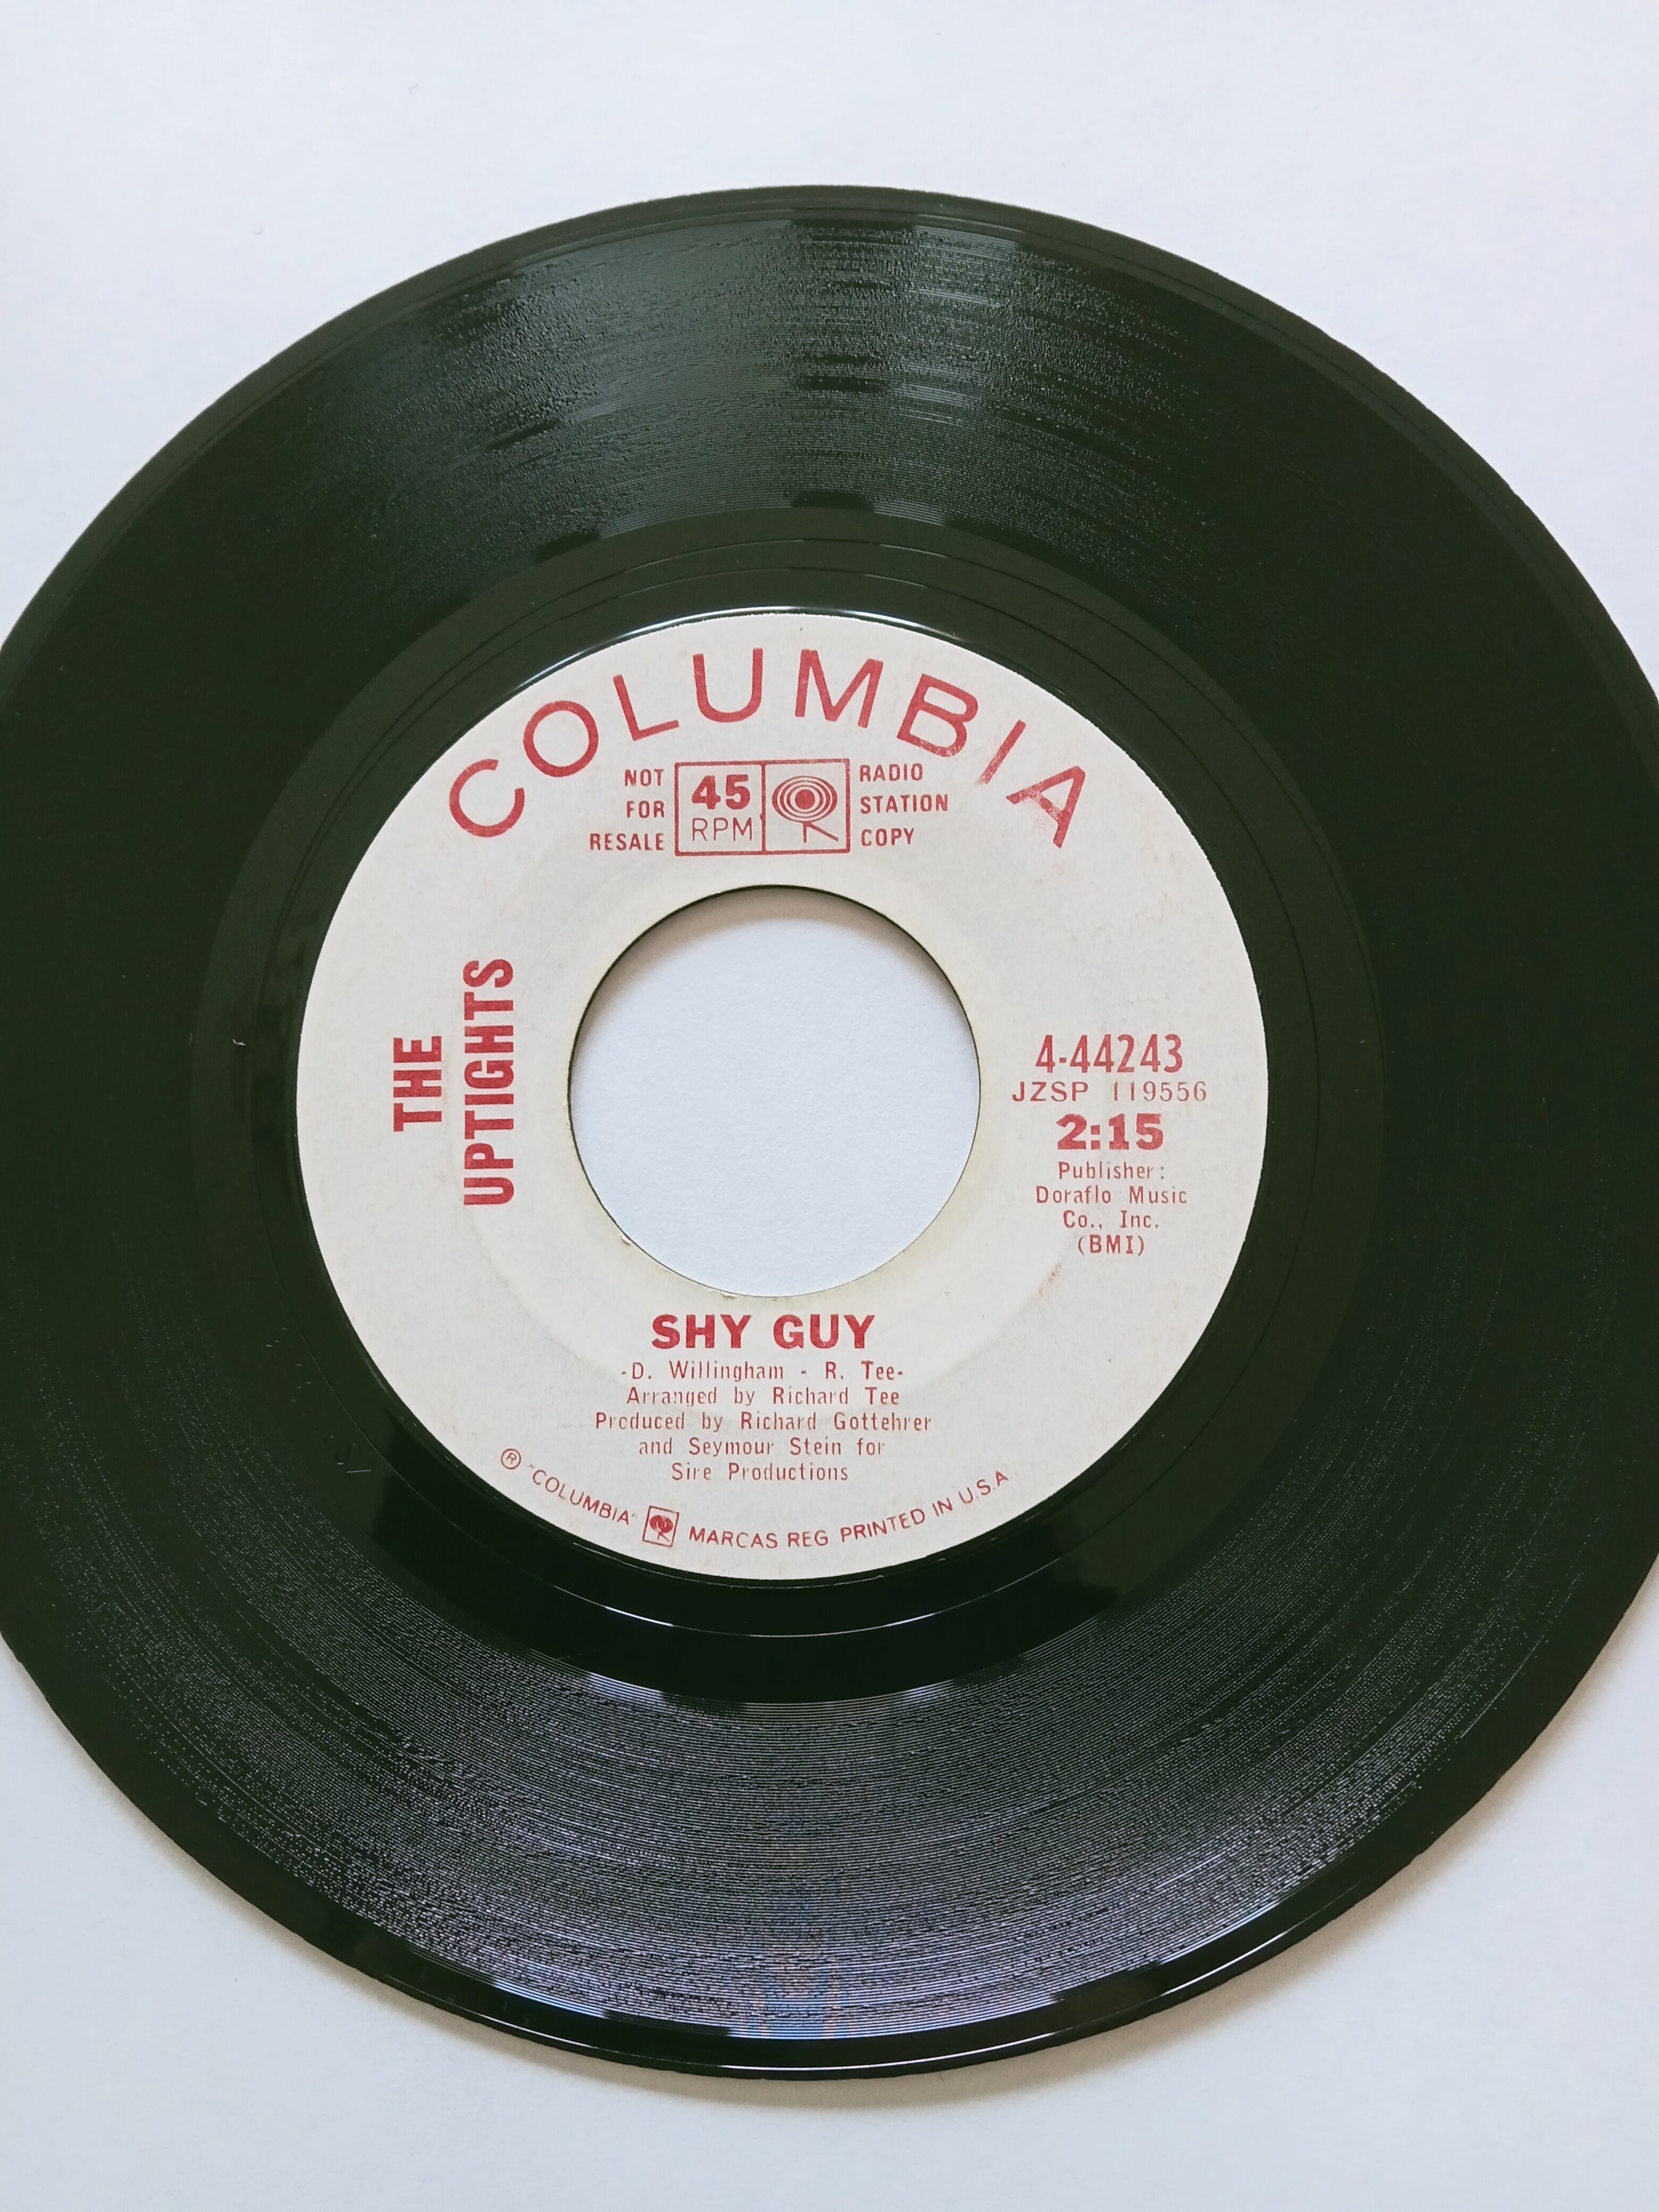 COLUMBIA
NOT
FOR
RESALE
45
RPM
RADIO
STATION
COPY
THE
UPTIGHTS
4-44243
JZSP 119556
2:15
Publisher:
Doraflo Music
Co., Inc.
(BMI)
SHY GUY
-D. Willingham - R. Tee-
Arranged by Richard Tee
Produced by Richard Gottehrer
and Seymour Stein for
Sire Productions
® "COLUMBIA" MARCAS REG PRINTED IN U.S.A